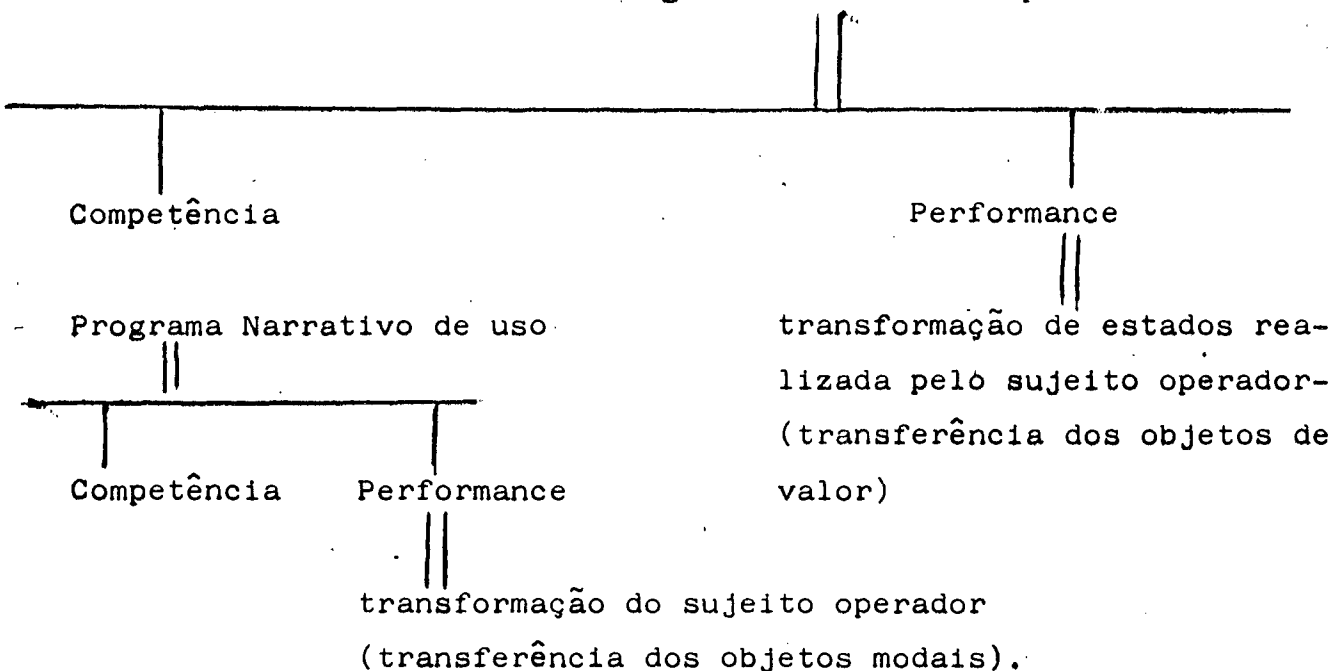 Competência
Performance
Programa Narrativo de uso
transformação de estados rea-
lizada pelo sujeito operador-
(transferência dos objetos de
valor)
Competência Performance
transformação do sujeito operador
(transferência dos objetos modais).